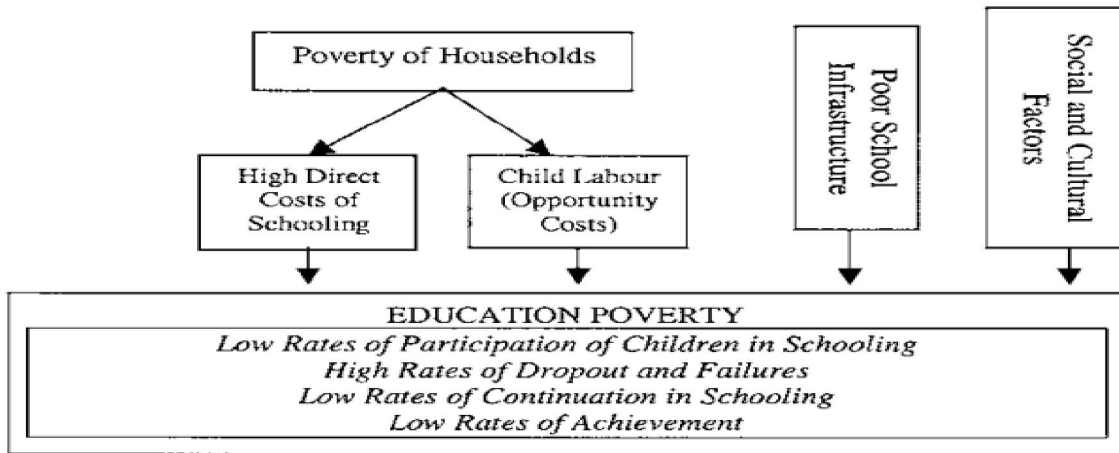 Poverty of Households
High Direct
Costs of
Schooling
Child Labour
(Opportunity
Costs)
Poor School
Infrastructure
Social and Cultural
Factors
EDUCATION POVERTY
Low Rates of Participation of Children in Schooling
High Rates of Dropout and Failures
Low Rates of Continuation in Schooling
Low Rates of Achievement